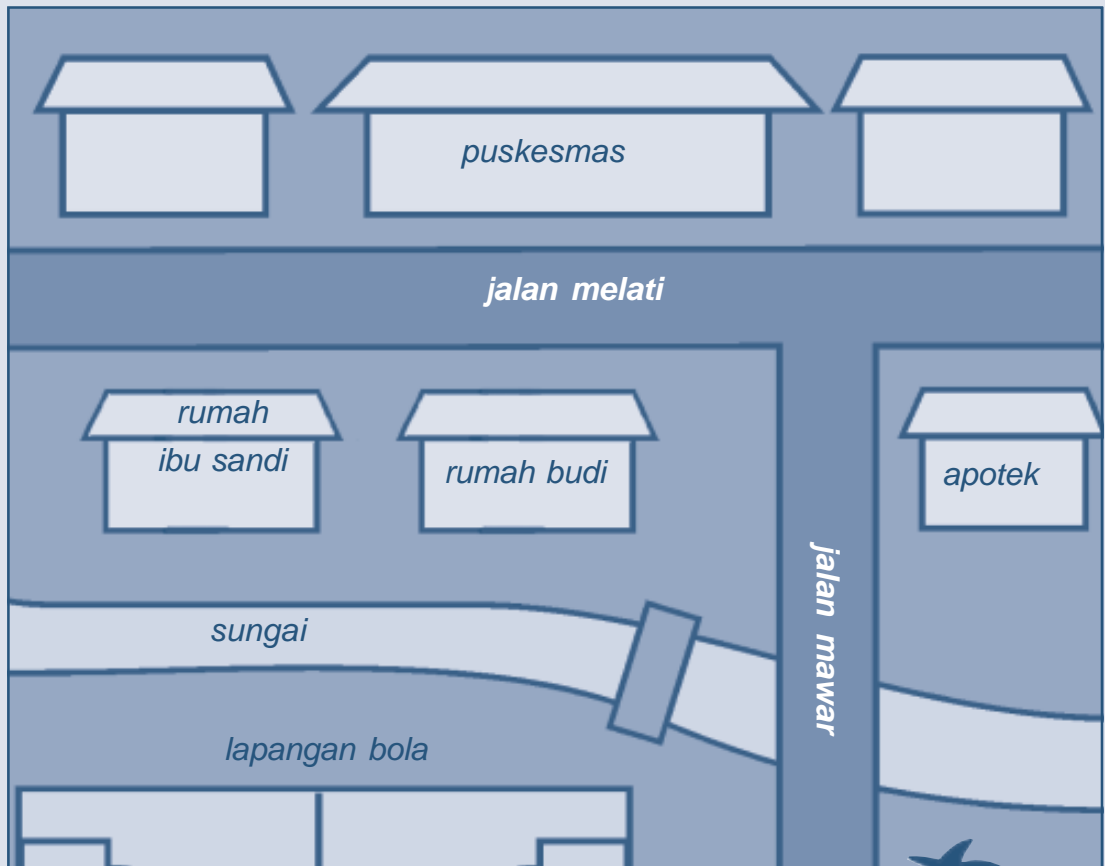 puskesmas
jalan melati
rumah
ibu sandi
rumah budi
apotek
jalan mawar
sungai
lapangan bola